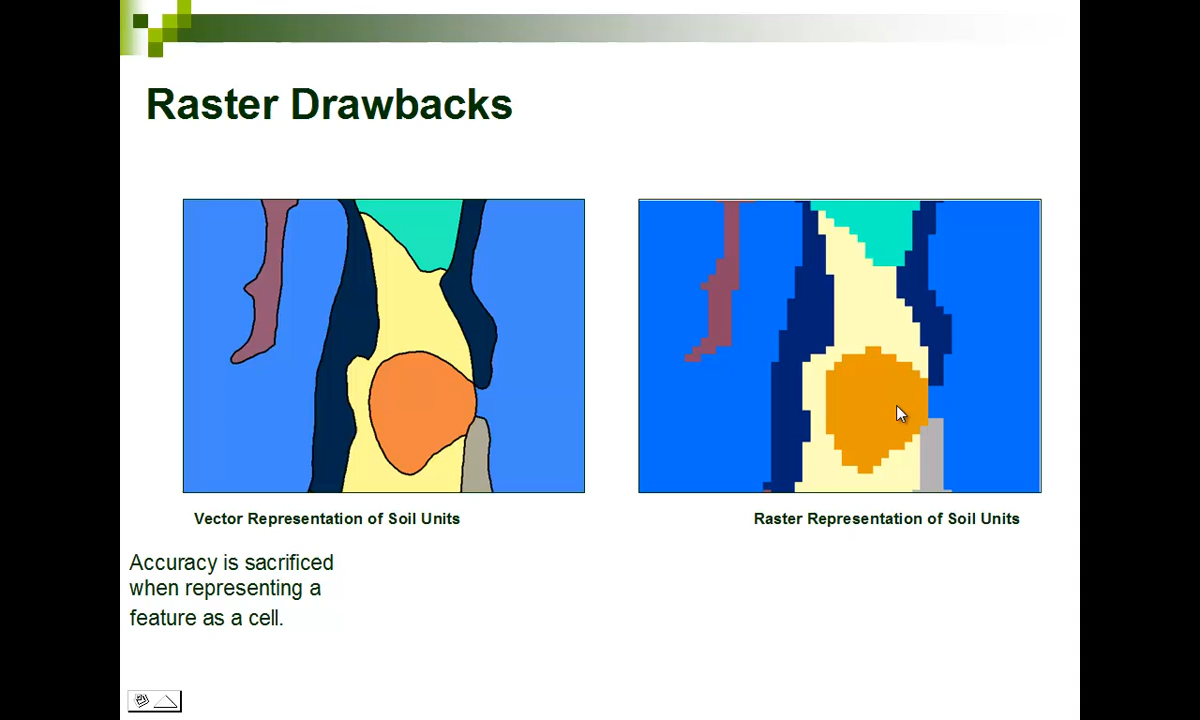 Raster Drawbacks
Vector Representation of Soil Units
Raster Representation of Soil Units
Accuracy is sacrificed
when representing a
feature as a cell.